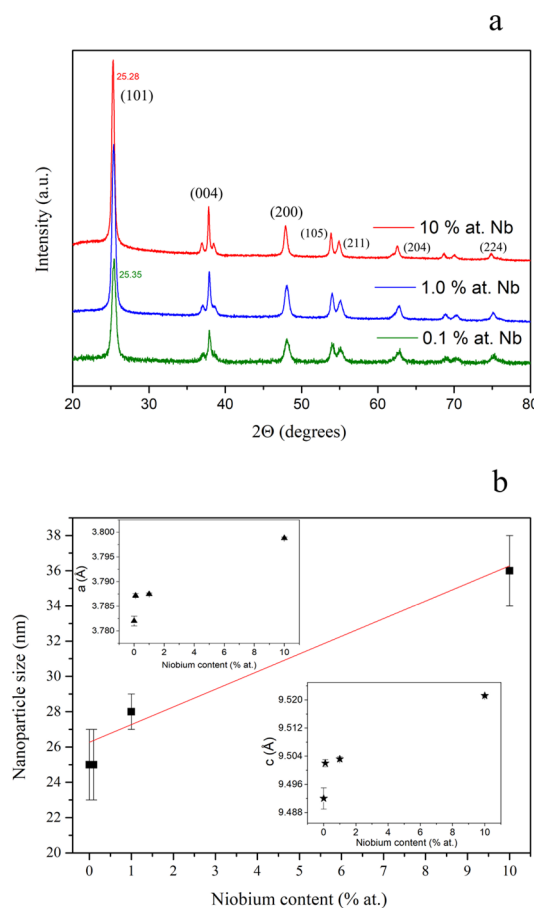 a
25.28
(101)
(004)
(200)
(105)
(211)
(204)
(224)
10 % at. Nb
25.35
1.0 % at. Nb
0.1 % at. Nb
Intensity (a.u.)
20 30 40 50 60 70 80
2Θ (degrees)
b
38
36
34
32
30
28
26
25
24
22
20
Nanoparticle size (nm)
3.800
3.795
3.790
3.785
3.780
a (Å)
0 2 4 6 8 10
Niobium content (% at.)
9.520
9.512
9.504
9.496
9.488
c (Å)
0 2 4 6 8 10
Niobium content (% at.)
0 1 2 3 4 5 6 7 8 9 10
Niobium content (% at.)